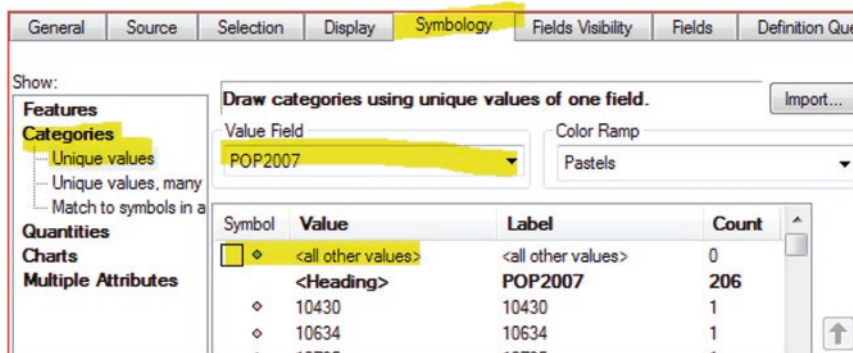 General Source Selection Display Symbology Fields Visibility Fields Definition Que
Show:
Features
Categories
Unique values
Unique values, many
Match to symbols in a
Quantities
Charts
Multiple Attributes
Draw categories using unique values of one field.
Import...
Value Field
POP2007
Color Ramp
Pastels
Symbol Value Label Count
<all other values> <all other values> 0
<Heading> POP2007 206
10430 10430 1
10634 10634 1